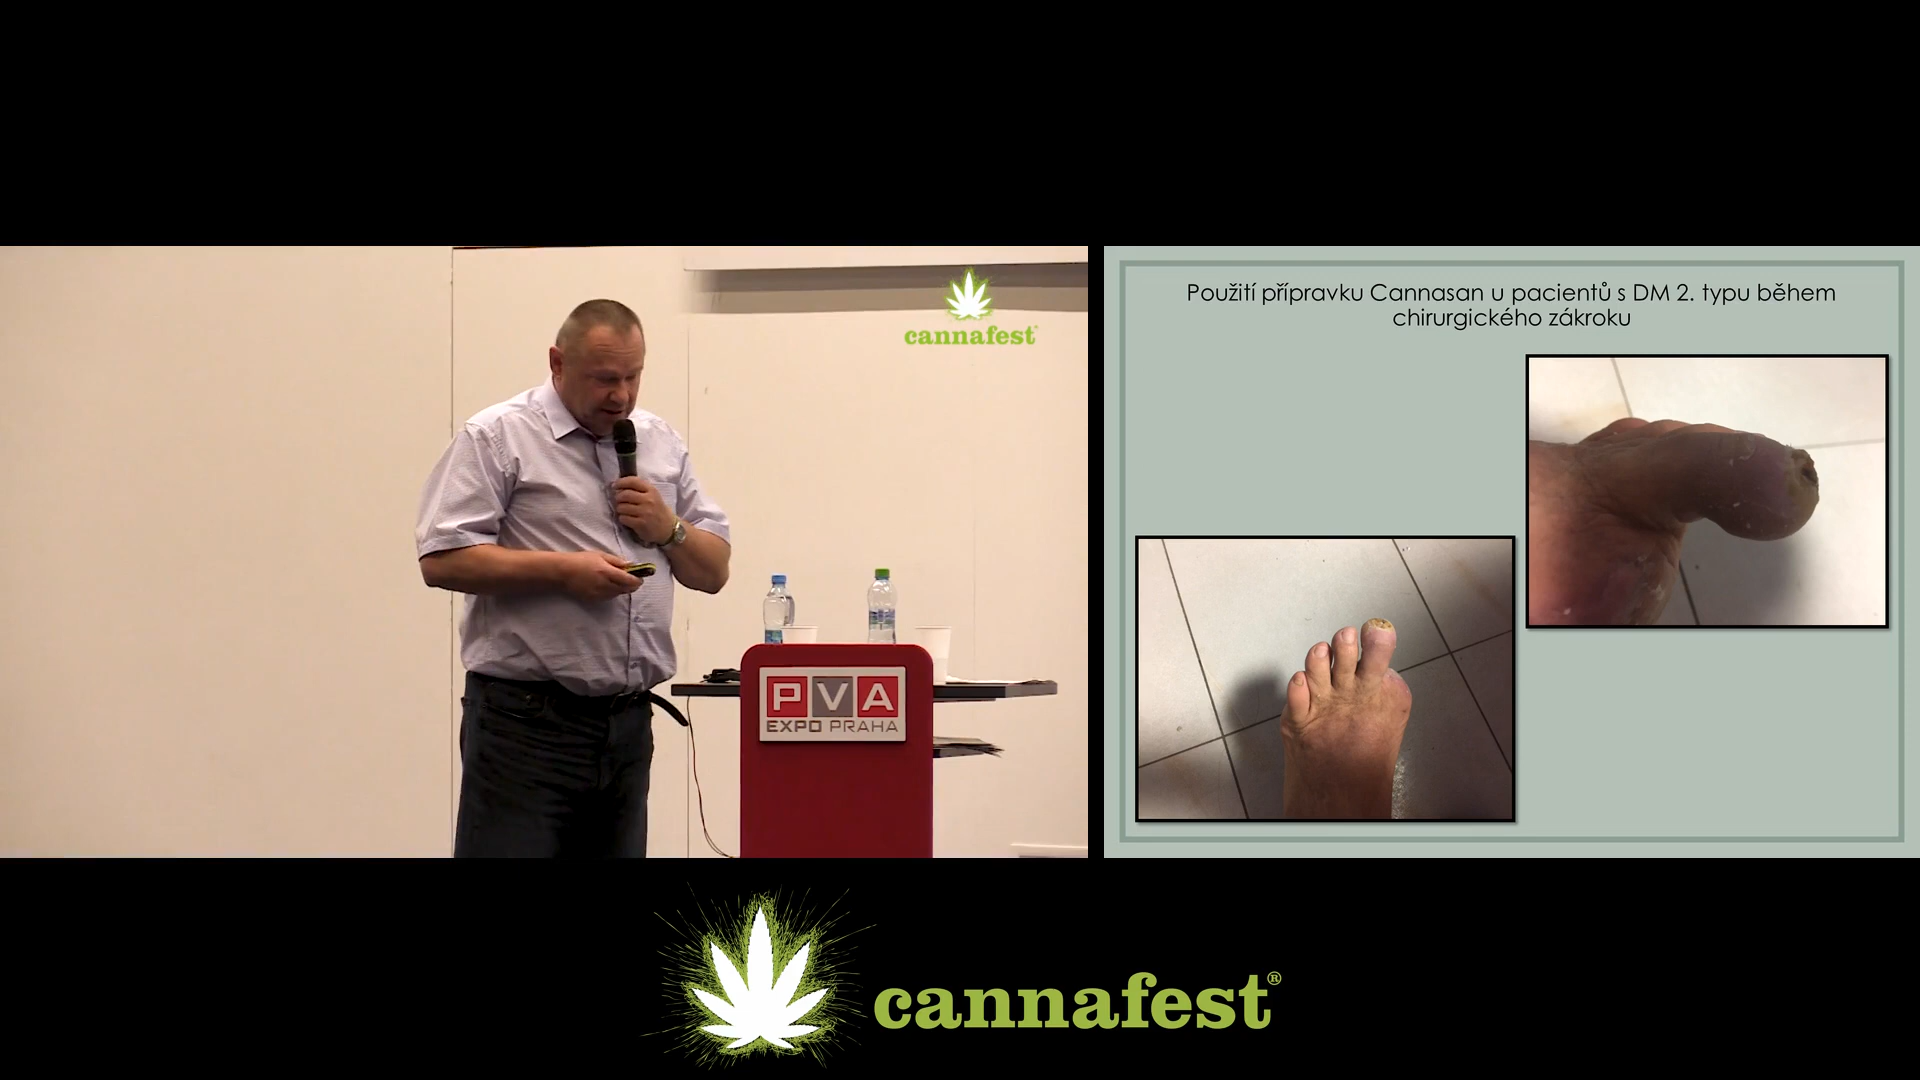 cannafest
Použití přípravku Cannasan u pacientů s DM 2. typu během
chirurgického zákroku
PVA
EXPO PRAHA
cannafest®